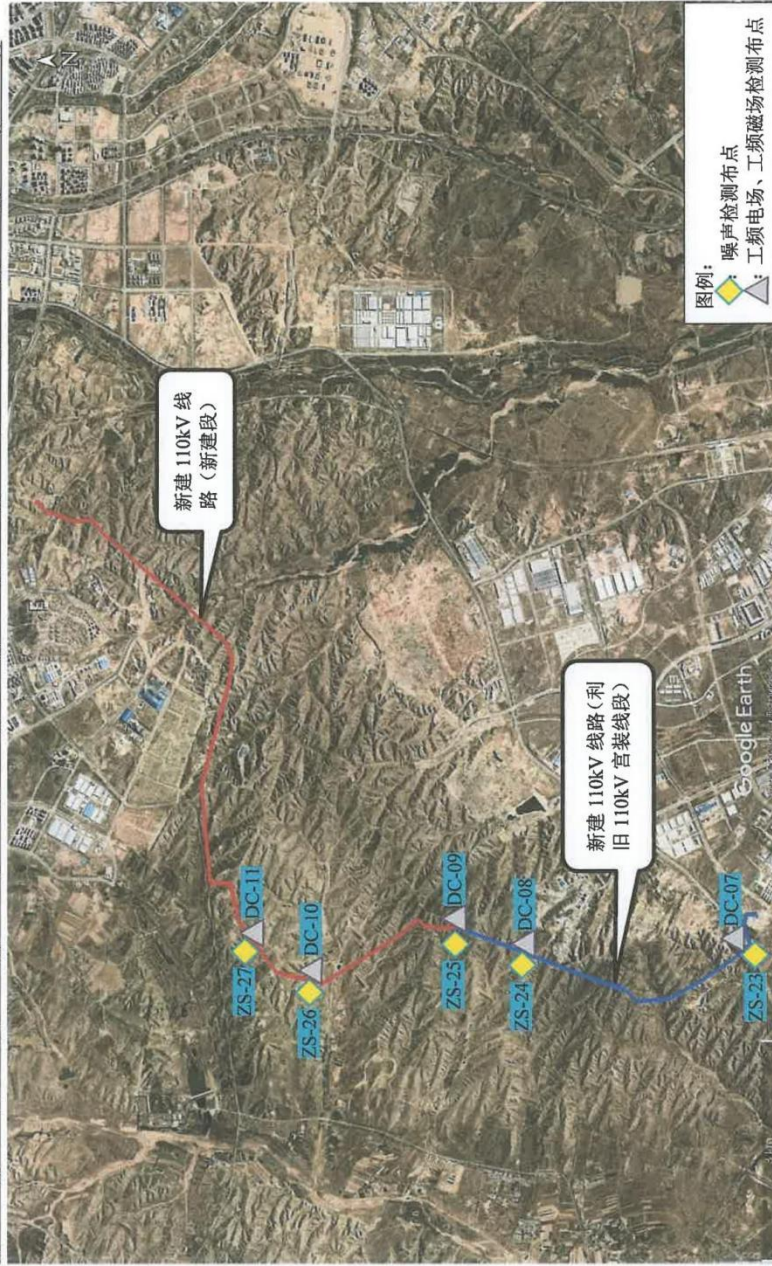 N
新建 110kV 线
路（新建段）
ZS-27
DC-11
ZS-26
DC-10
ZS-25
DC-09
ZS-24
DC-08
新建 110kV 线路(利
旧 110kV 宫装线段)
DC-07
ZS-23
Google Earth
图例:
噪声检测布点
工频电场、工频磁场检测布点